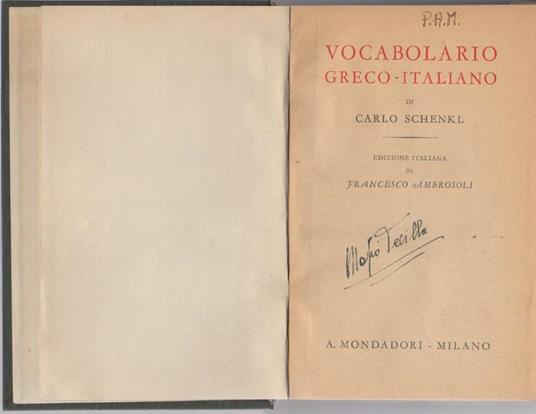 P.A.M.
VOCABOLARIO
GRECO-ITALIANO
DI
CARLO SCHENKL
EDIZIONE ITALIANA
DI
FRANCESCO AMBROSOLI
A. MONDADORI - MILANO